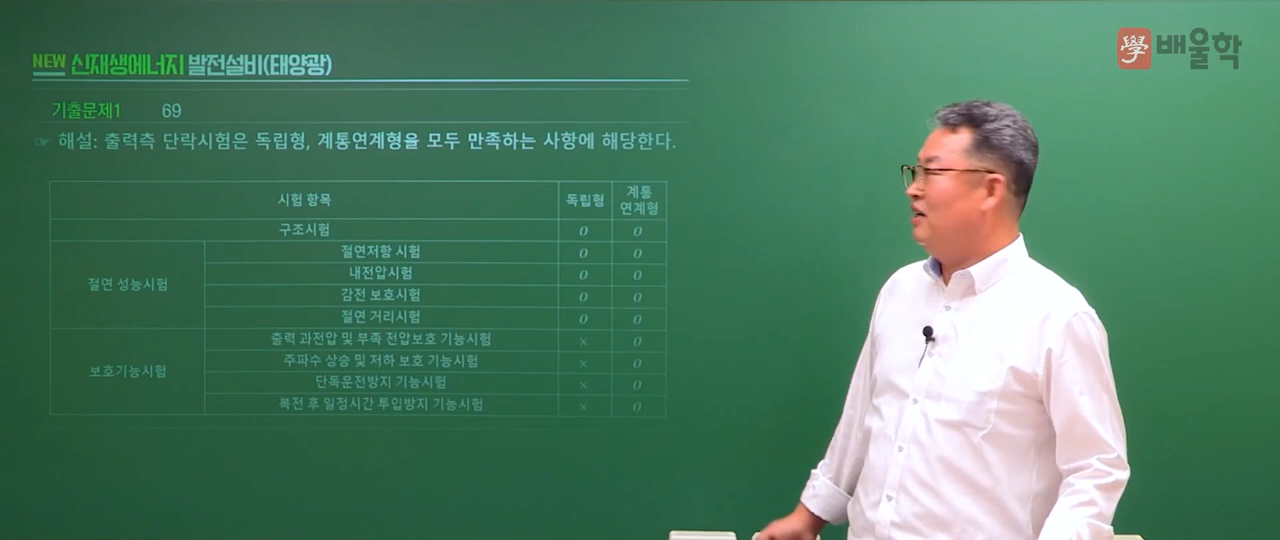 學 배울학
NEW 신재생에너지 발전설비(태양광)
기출문제1 69
☞ 해설: 출력측 단락시험은 독립형, 계통연계형을 모두 만족하는 사항에 해당한다.
시험 항목 독립형 계통
연계형
구조시험 0 0
절연 성능시험 절연저항 시험 0 0
내전압시험 0 0
감전 보호시험 0 0
절연 거리시험 0 0
보호기능시험 출력 과전압 및 부족 전압보호 기능시험 × 0
주파수 상승 및 저하 보호 기능시험 × 0
단독운전방지 기능시험 × 0
복전 후 일정시간 투입방지 기능시험 × 0